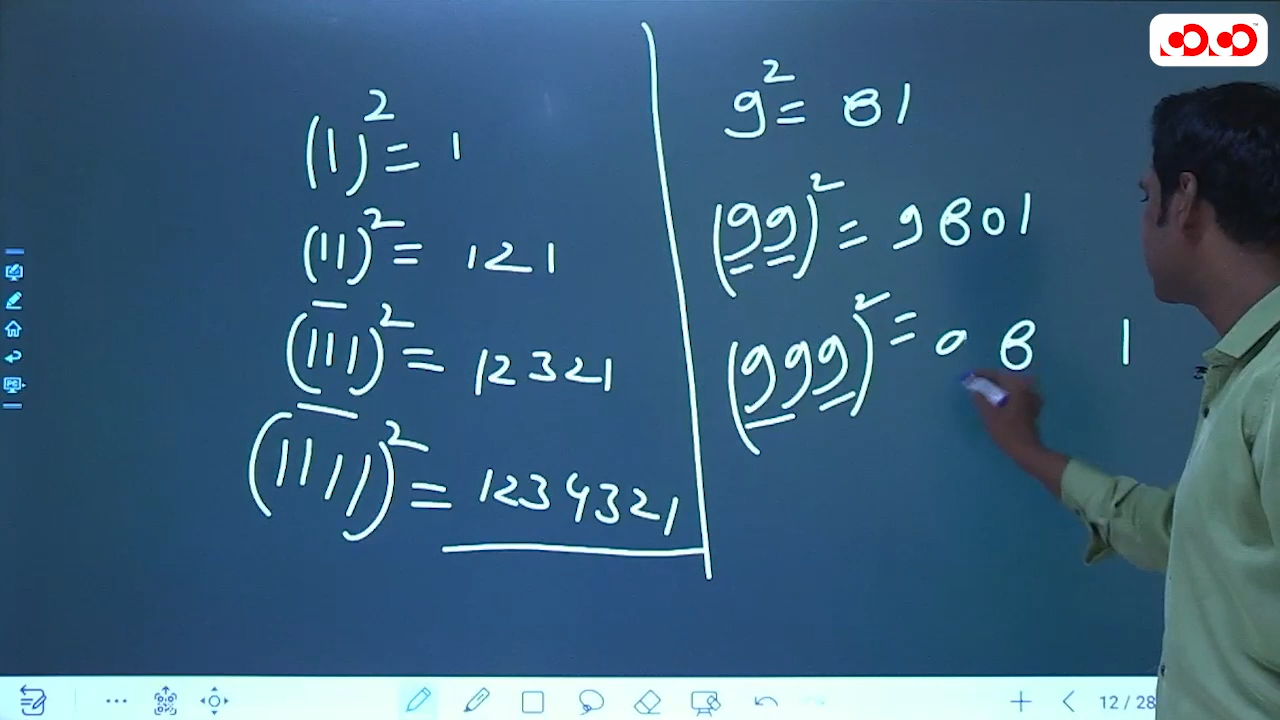 (1)² = 1
(11)² = 121
(111)² = 12321
(1111)² = 1234321
9² = 81
(99)² = 9801
(999)² = 8 1
12 / 28